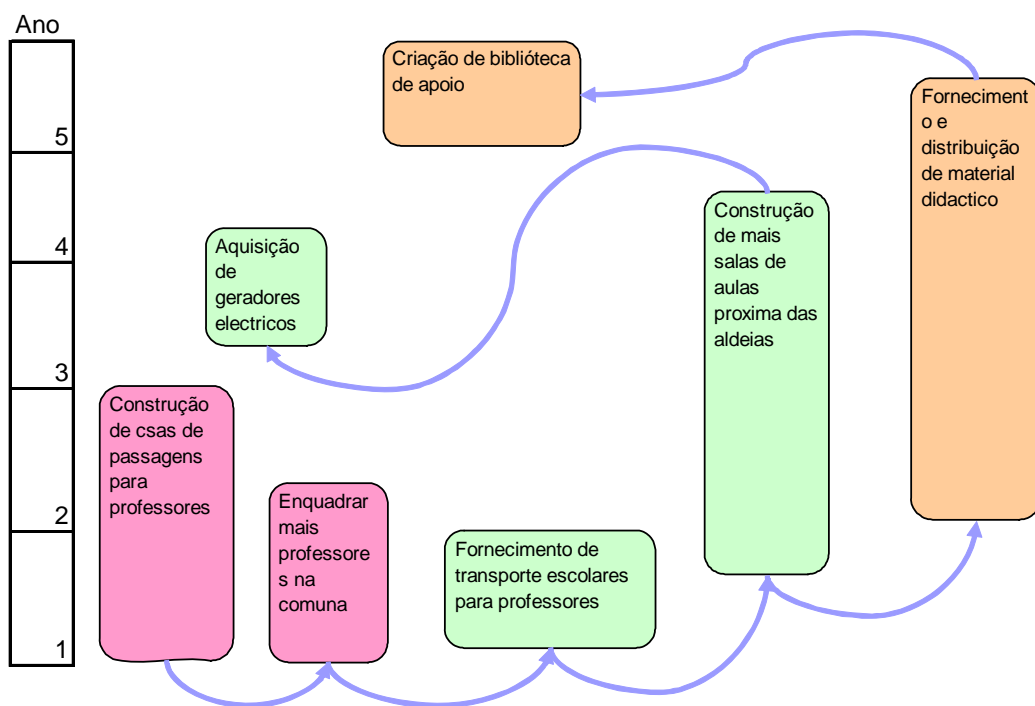 Ano
5
4
3
2
1
Criação de biblióteca
de apoio
Forneciment
o e
distribuição
de material
didactico
Construção
de mais
salas de
aulas
proxima das
aldeias
Aquisição
de
geradores
electricos
Construção
de csas de
passagens
para
professores
Enquadrar
mais
professore
s na
comuna
Fornecimento de
transporte escolares
para professores